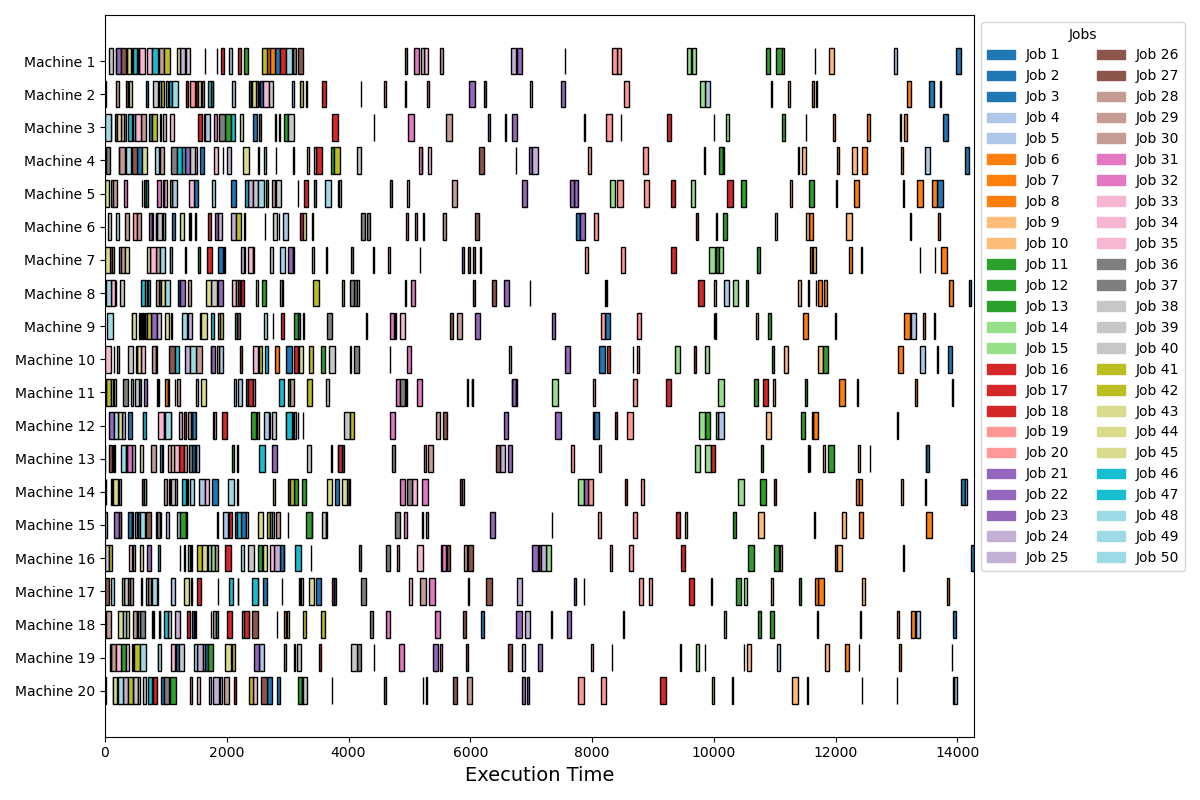 Machine 1
Machine 2
Machine 3
Machine 4
Machine 5
Machine 6
Machine 7
Machine 8
Machine 9
Machine 10
Machine 11
Machine 12
Machine 13
Machine 14
Machine 15
Machine 16
Machine 17
Machine 18
Machine 19
Machine 20
0 2000 4000 6000 8000 10000 12000 14000
Execution Time
Jobs
Job 1
Job 2
Job 3
Job 4
Job 5
Job 6
Job 7
Job 8
Job 9
Job 10
Job 11
Job 12
Job 13
Job 14
Job 15
Job 16
Job 17
Job 18
Job 19
Job 20
Job 21
Job 22
Job 23
Job 24
Job 25
Job 26
Job 27
Job 28
Job 29
Job 30
Job 31
Job 32
Job 33
Job 34
Job 35
Job 36
Job 37
Job 38
Job 39
Job 40
Job 41
Job 42
Job 43
Job 44
Job 45
Job 46
Job 47
Job 48
Job 49
Job 50